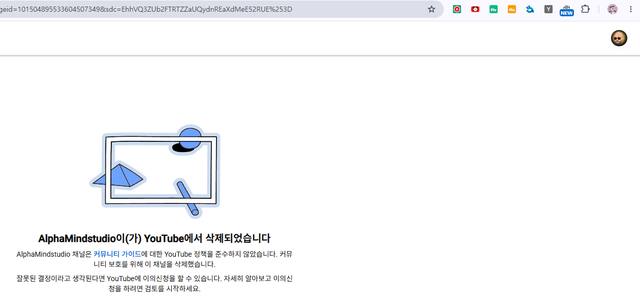 geid=101504895533604507349&sdc=EhhVQ3ZUb2FTRTZZaUQydnREaXdMeE52RUE%253D
NEW
AlphaMindstudio이(가) YouTube에서 삭제되었습니다
AlphaMindstudio 채널은 커뮤니티 가이드에 대한 YouTube 정책을 준수하지 않았습니다. 커뮤
니티 보호를 위해 이 채널을 삭제했습니다.
잘못된 결정이라고 생각된다면 YouTube에 이의신청을 할 수 있습니다. 자세히 알아보고 이의신
청을 하려면 검토를 시작하세요.